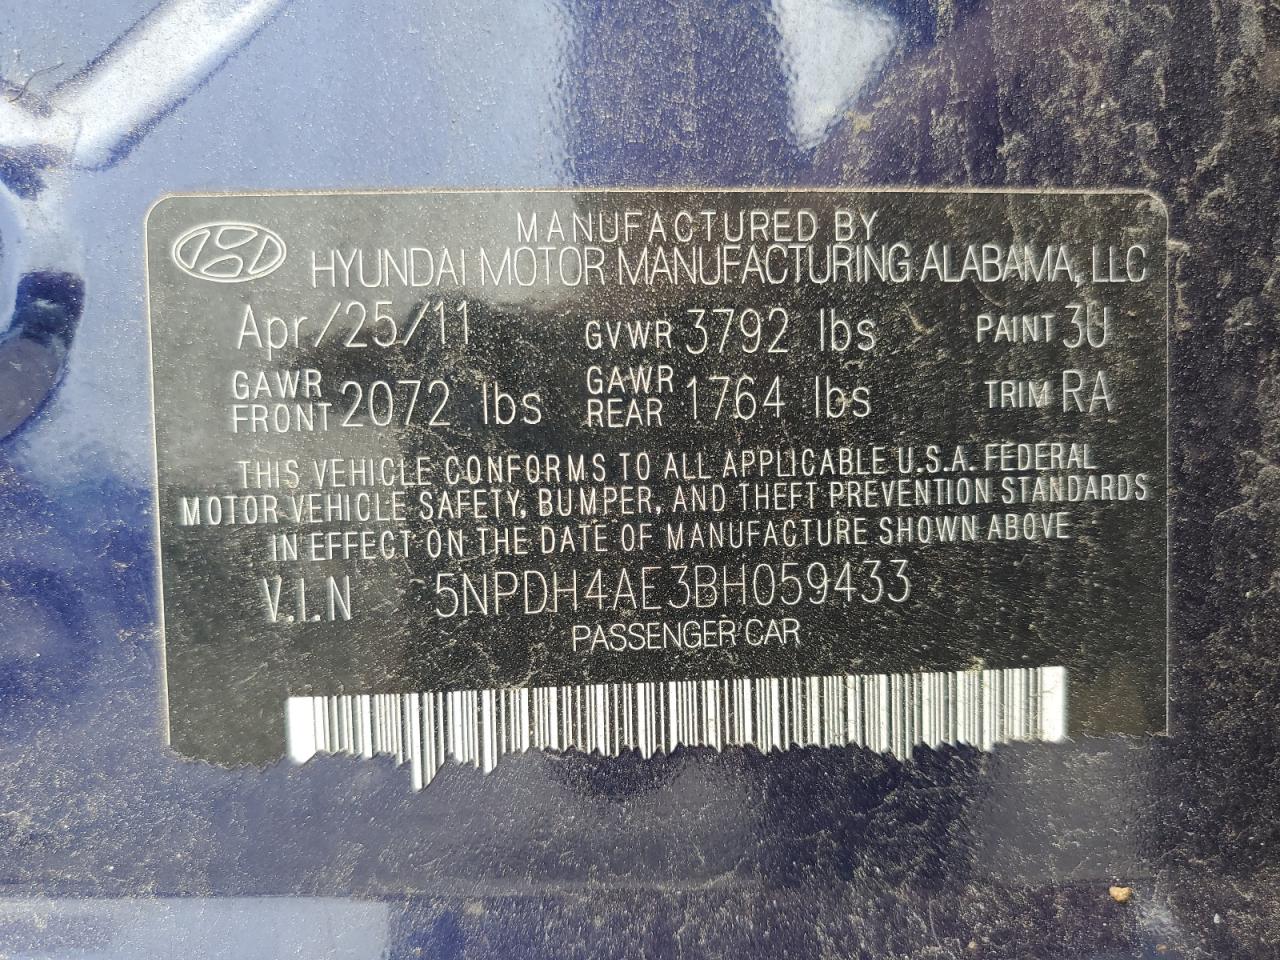 MANUFACTURED BY
HYUNDAI MOTOR MANUFACTURING ALABAMA, LLC
Apr/25/11 GVWR 3792 lbs PAINT 3U
GAWR FRONT 2072 lbs GAWR REAR 1764 lbs TRIM RA
THIS VEHICLE CONFORMS TO ALL APPLICABLE U.S.A. FEDERAL
MOTOR VEHICLE SAFETY, BUMPER, AND THEFT PREVENTION STANDARDS
IN EFFECT ON THE DATE OF MANUFACTURE SHOWN ABOVE
V.I.N 5NPDH4AE3BH059433
PASSENGER CAR